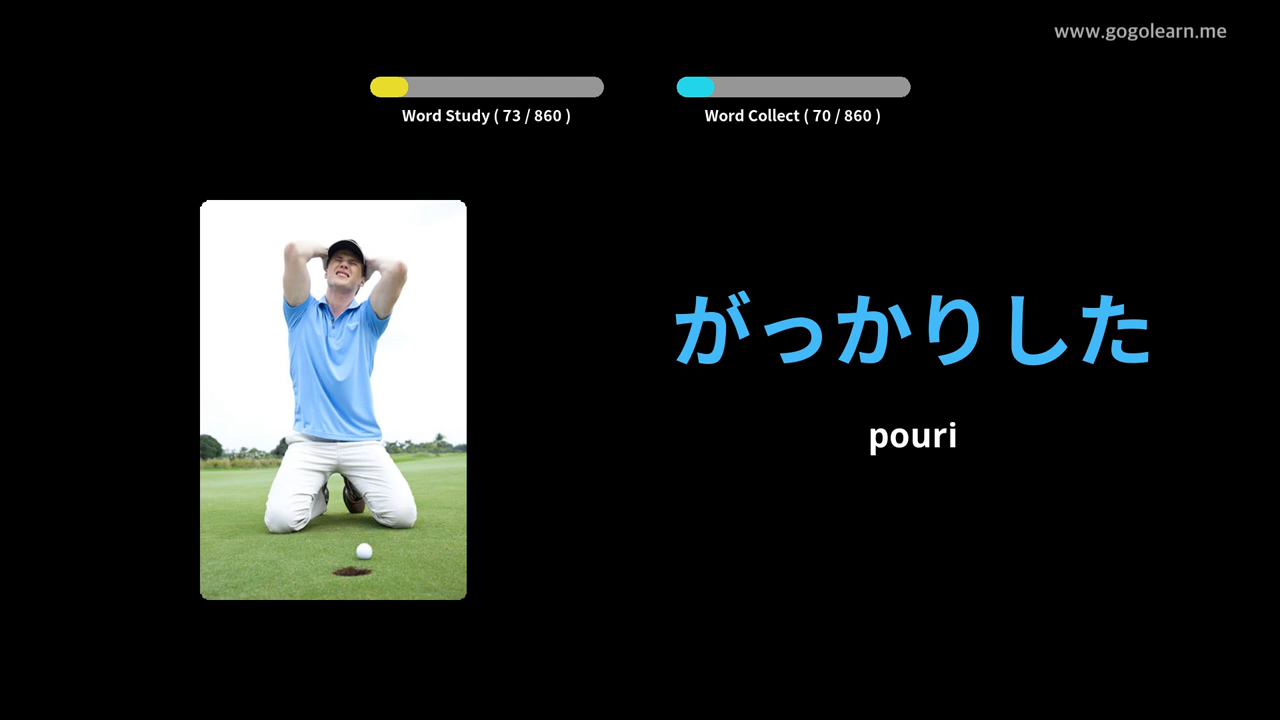 www.gogolearn.me
Word Study ( 73 / 860 )
Word Collect ( 70 / 860 )
がっかりした
pouri